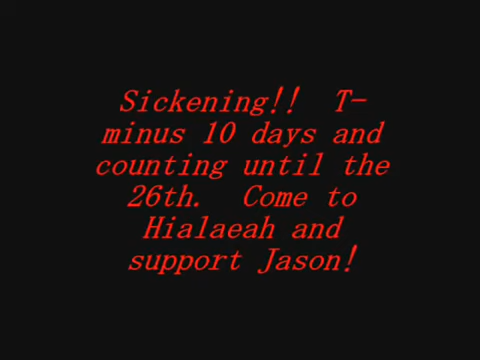 Sickening!!  T-
minus 10 days and
counting until the
26th.  Come to
Hialaeah and
support Jason!